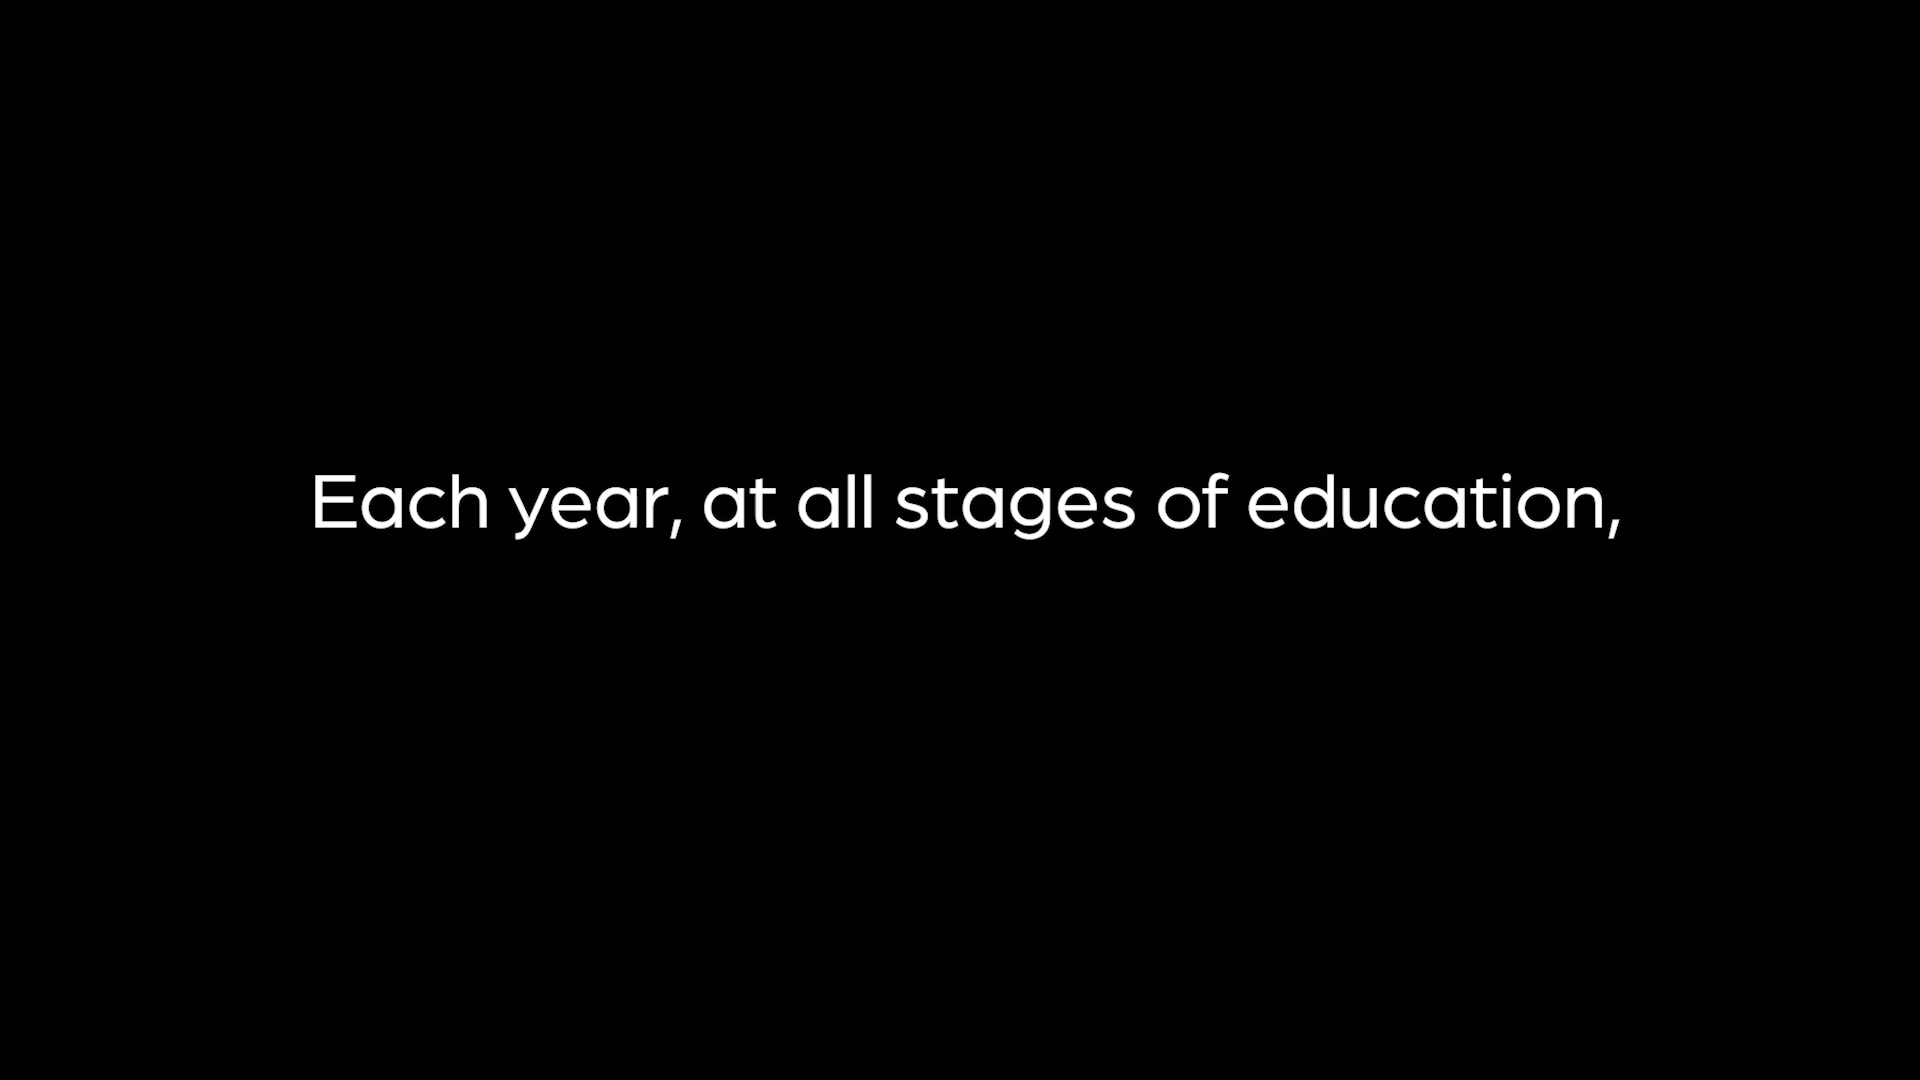 Each year, at all stages of education,